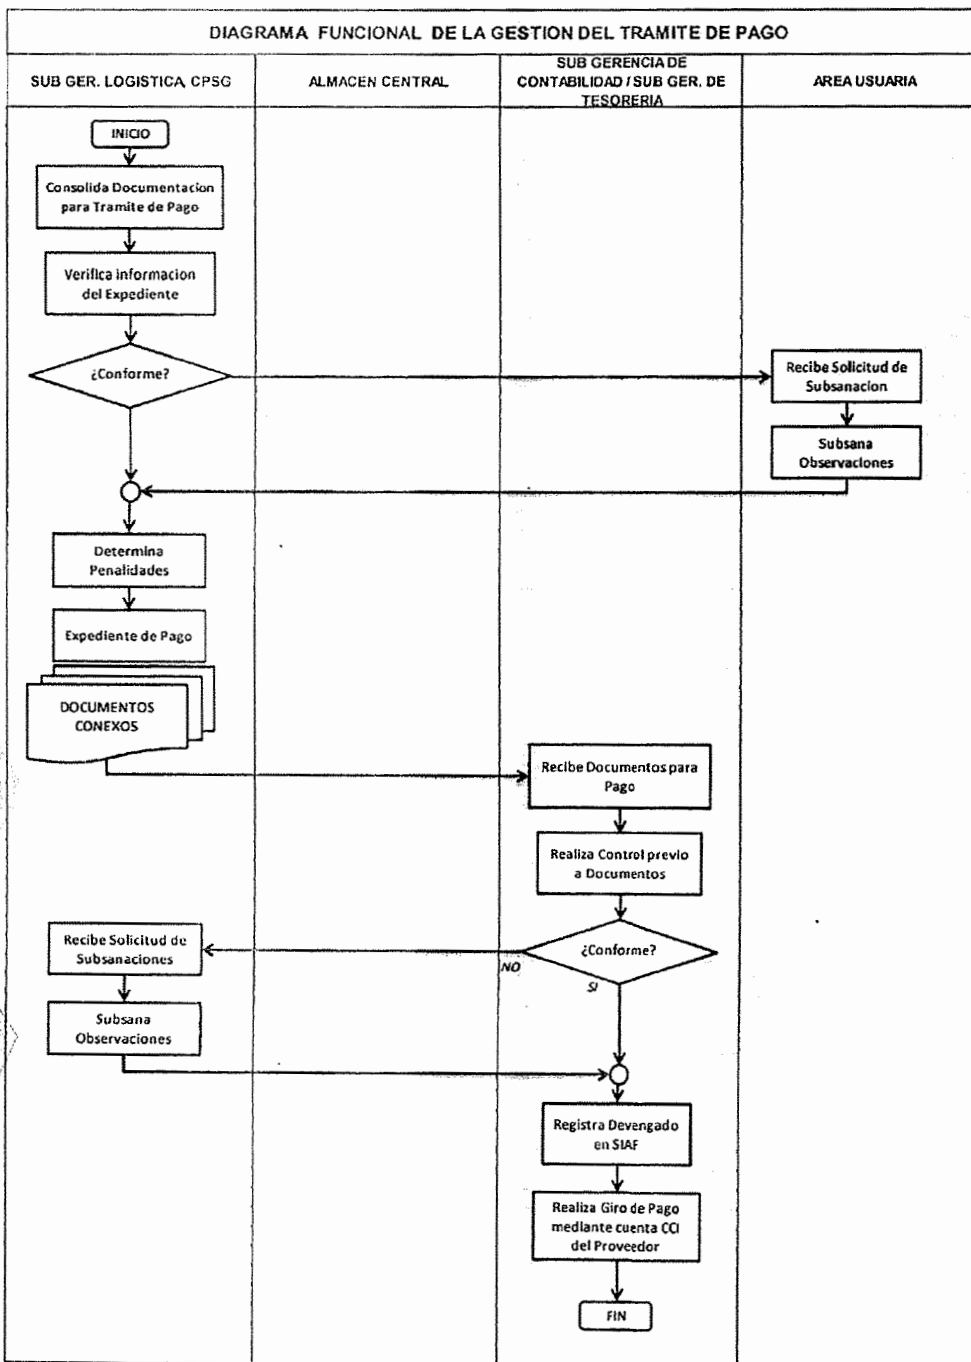 DIAGRAMA FUNCIONAL DE LA GESTION DEL TRAMITE DE PAGO
SUB GER. LOGISTICA, CPSG
ALMACEN CENTRAL
SUB GERENCIA DE
CONTABILIDAD / SUB GER. DE
TESORERIA
AREA USUARIA
INICIO
Consolida Documentacion
para Tramite de Pago
Verifica informacion
del Expediente
¿Conforme?
Recibe Solicitud de
Subsanacion
Subsana
Observaciones
Determina
Penalidades
Expediente de Pago
DOCUMENTOS
CONEXOS
Recibe Documentos para
Pago
Realiza Control previo
a Documentos
¿Conforme?
NO
SI
Recibe Solicitud de
Subsanaciones
Subsana
Observaciones
Registra Devengado
en SIAF
Realiza Giro de Pago
mediante cuenta CCI
del Proveedor
FIN